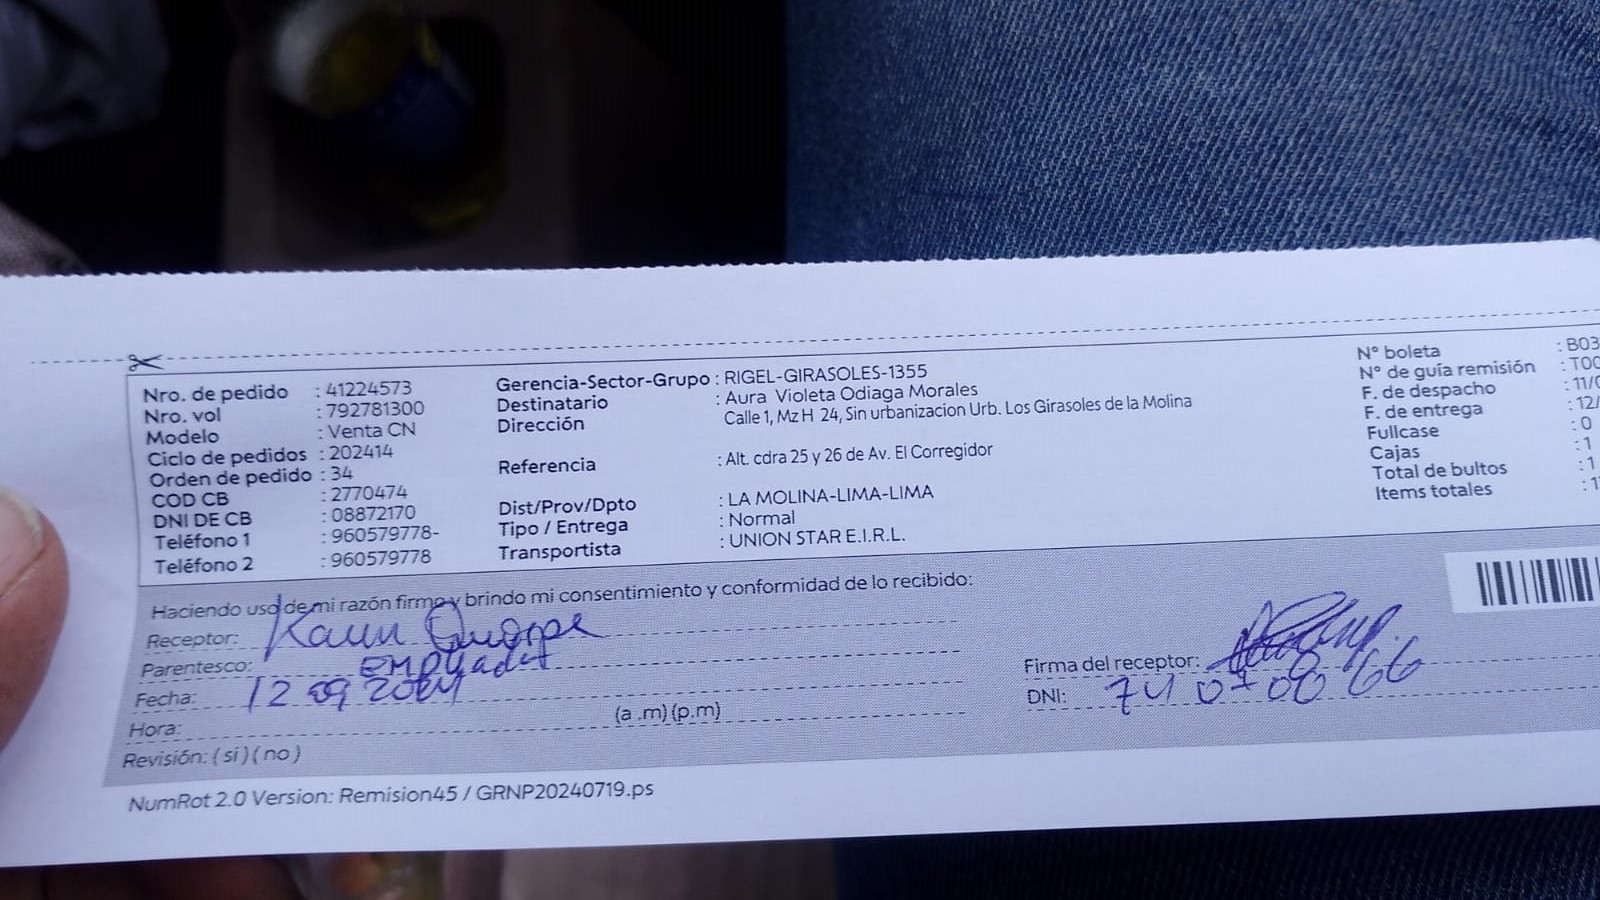 Nro. de pedido : 41224573
Nro. vol : 792781300
Modelo : Venta CN
Ciclo de pedidos : 202414
Orden de pedido : 34
COD CB : 2770474
DNI DE CB : 08872170
Teléfono 1 : 960579778-
Teléfono 2 : 960579778
Gerencia-Sector-Grupo : RIGEL-GIRASOLES-1355
Destinatario : Aura Violeta Odiaga Morales
Dirección Calle 1, Mz H 24, Sin urbanizacion Urb. Los Girasoles de la Molina
Referencia : Alt. cdra 25 y 26 de Av. El Corregidor
Dist/Prov/Dpto : LA MOLINA-LIMA-LIMA
Tipo / Entrega : Normal
Transportista : UNION STAR E.I.R.L.
N° boleta : B03
N° de guía remisión : T00
F. de despacho : 11/0
F. de entrega : 12/
Fullcase : 0
Cajas : 1
Total de bultos : 1
Items totales : 1
Haciendo uso de mi razón firmo y brindo mi consentimiento y conformidad de lo recibido:
Receptor:
Parentesco: Empleada
Fecha: 12 09 2024
Hora: (a .m) (p.m)
Revisión: ( si ) ( no )
Firma del receptor:
DNI:
NumRot 2.0 Version: Remision45 / GRNP20240719.ps